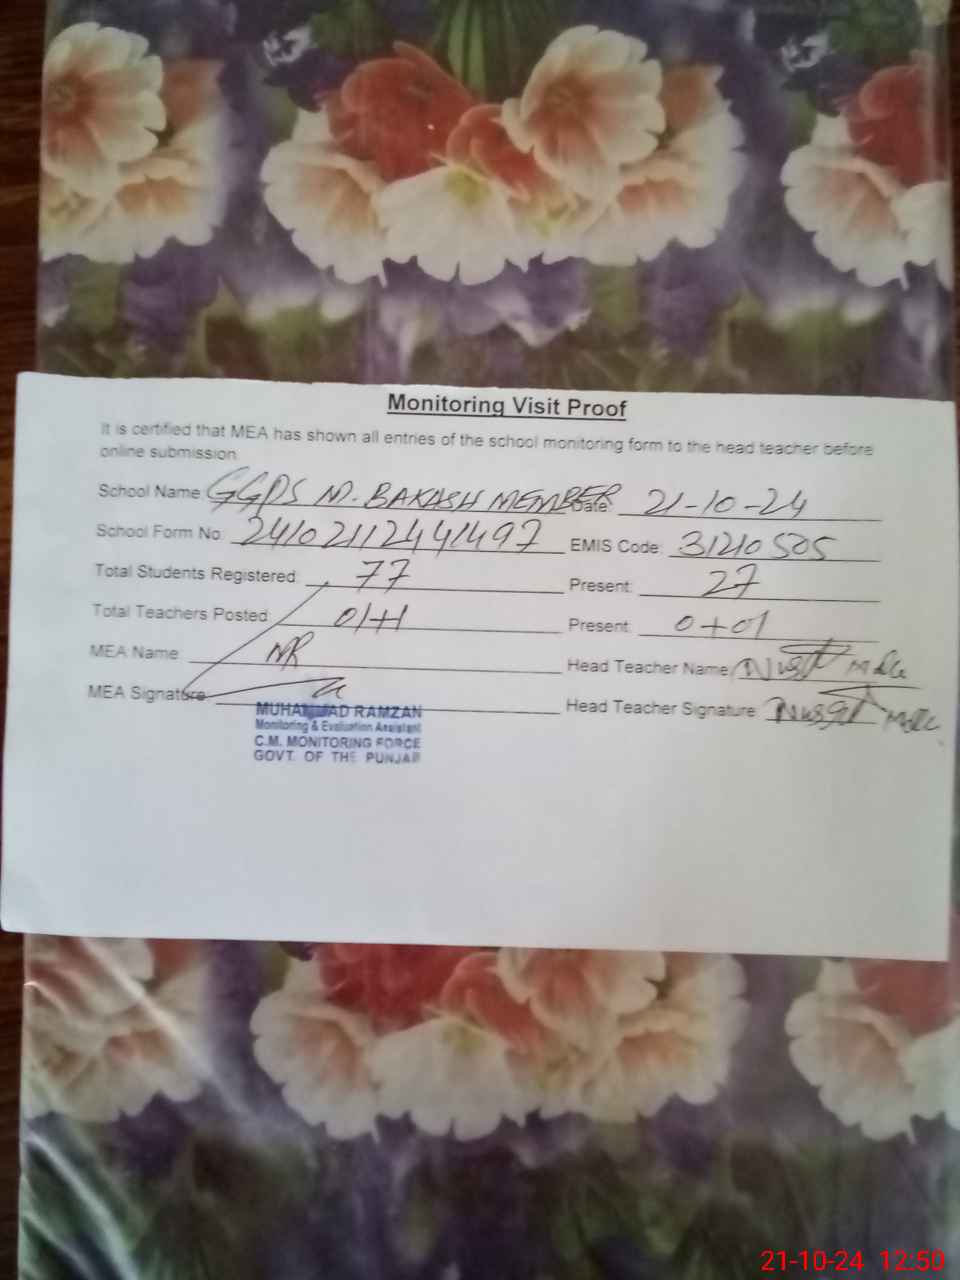 Monitoring Visit Proof
It is certified that MEA has shown all entries of the school monitoring form to the head teacher before
online submission.
School Name: GGPS M. BAKASH MEMBER Date: 21-10-24
School Form No: 24102112441497 EMIS Code: 31210505
Total Students Registered: 77 Present: 27
Total Teachers Posted: 01+1 Present: 0+01
MEA Name MR Head Teacher Name
MEA Signature Head Teacher Signature
MUHAMMAD RAMZAN
Monitoring & Evaluation Assistant
C.M. MONITORING FORCE
GOVT. OF THE PUNJAB
21-10-24 12:50